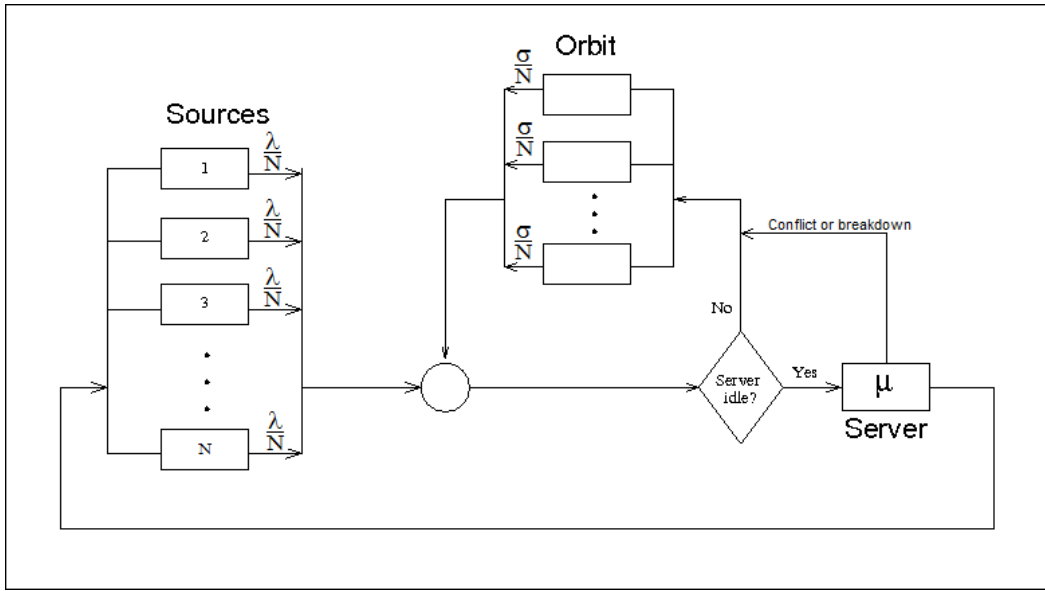 Orbit
σ
N
Sources
λ
N
1
σ
N
λ
N
2
σ
N
Conflict or breakdown
λ
N
3
No
Server
idle?
Yes
μ
Server
λ
N
N